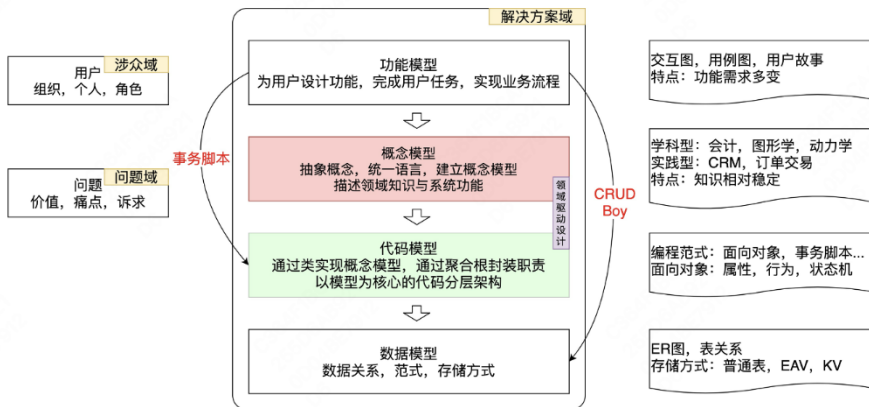 涉众域
用户
组织，个人，角色
问题域
问题
价值，痛点，诉求
解决方案域
功能模型
为用户设计功能，完成用户任务，实现业务流程
事务脚本
概念模型
抽象概念，统一语言，建立概念模型
描述领域知识与系统功能
领域驱动设计
CRUD
Boy
代码模型
通过类实现概念模型，通过聚合根封装职责
以模型为核心的代码分层架构
数据模型
数据关系，范式，存储方式
交互图，用例图，用户故事
特点：功能需求多变
学科型：会计，图形学，动力学
实践型：CRM，订单交易
特点：知识相对稳定
编程范式：面向对象，事务脚本...
面向对象：属性，行为，状态机
ER图，表关系
存储方式：普通表，EAV，KV